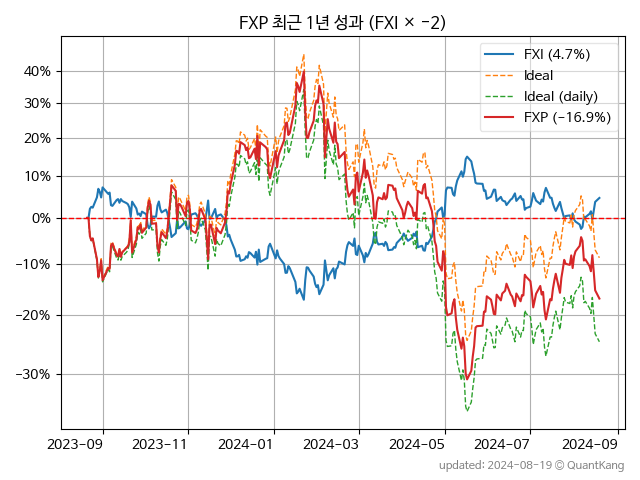 FXP 최근 1년 성과 (FXI × −2)
FXI (4.7%)
Ideal
Ideal (daily)
FXP (−16.9%)
40%
30%
20%
10%
0%
−10%
−20%
−30%
2023−09 2023−11 2024−01 2024−03 2024−05 2024−07 2024−09
updated: 2024-08-19 © QuantKang